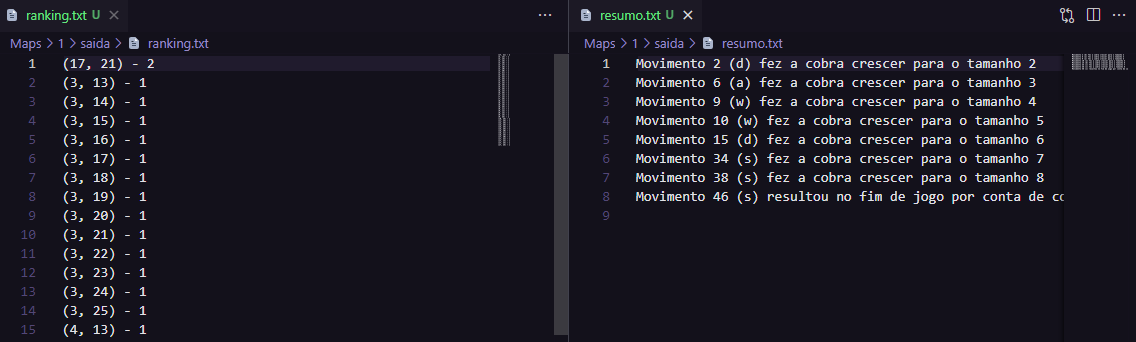 ranking.txt U
Maps > 1 > saida > ranking.txt
1 (17, 21) - 2
2 (3, 13) - 1
3 (3, 14) - 1
4 (3, 15) - 1
5 (3, 16) - 1
6 (3, 17) - 1
7 (3, 18) - 1
8 (3, 19) - 1
9 (3, 20) - 1
10 (3, 21) - 1
11 (3, 22) - 1
12 (3, 23) - 1
13 (3, 24) - 1
14 (3, 25) - 1
15 (4, 13) - 1
resumo.txt U
Maps > 1 > saida > resumo.txt
1 Movimento 2 (d) fez a cobra crescer para o tamanho 2
2 Movimento 6 (a) fez a cobra crescer para o tamanho 3
3 Movimento 9 (w) fez a cobra crescer para o tamanho 4
4 Movimento 10 (w) fez a cobra crescer para o tamanho 5
5 Movimento 15 (d) fez a cobra crescer para o tamanho 6
6 Movimento 34 (s) fez a cobra crescer para o tamanho 7
7 Movimento 38 (s) fez a cobra crescer para o tamanho 8
8 Movimento 46 (s) resultou no fim de jogo por conta de
9